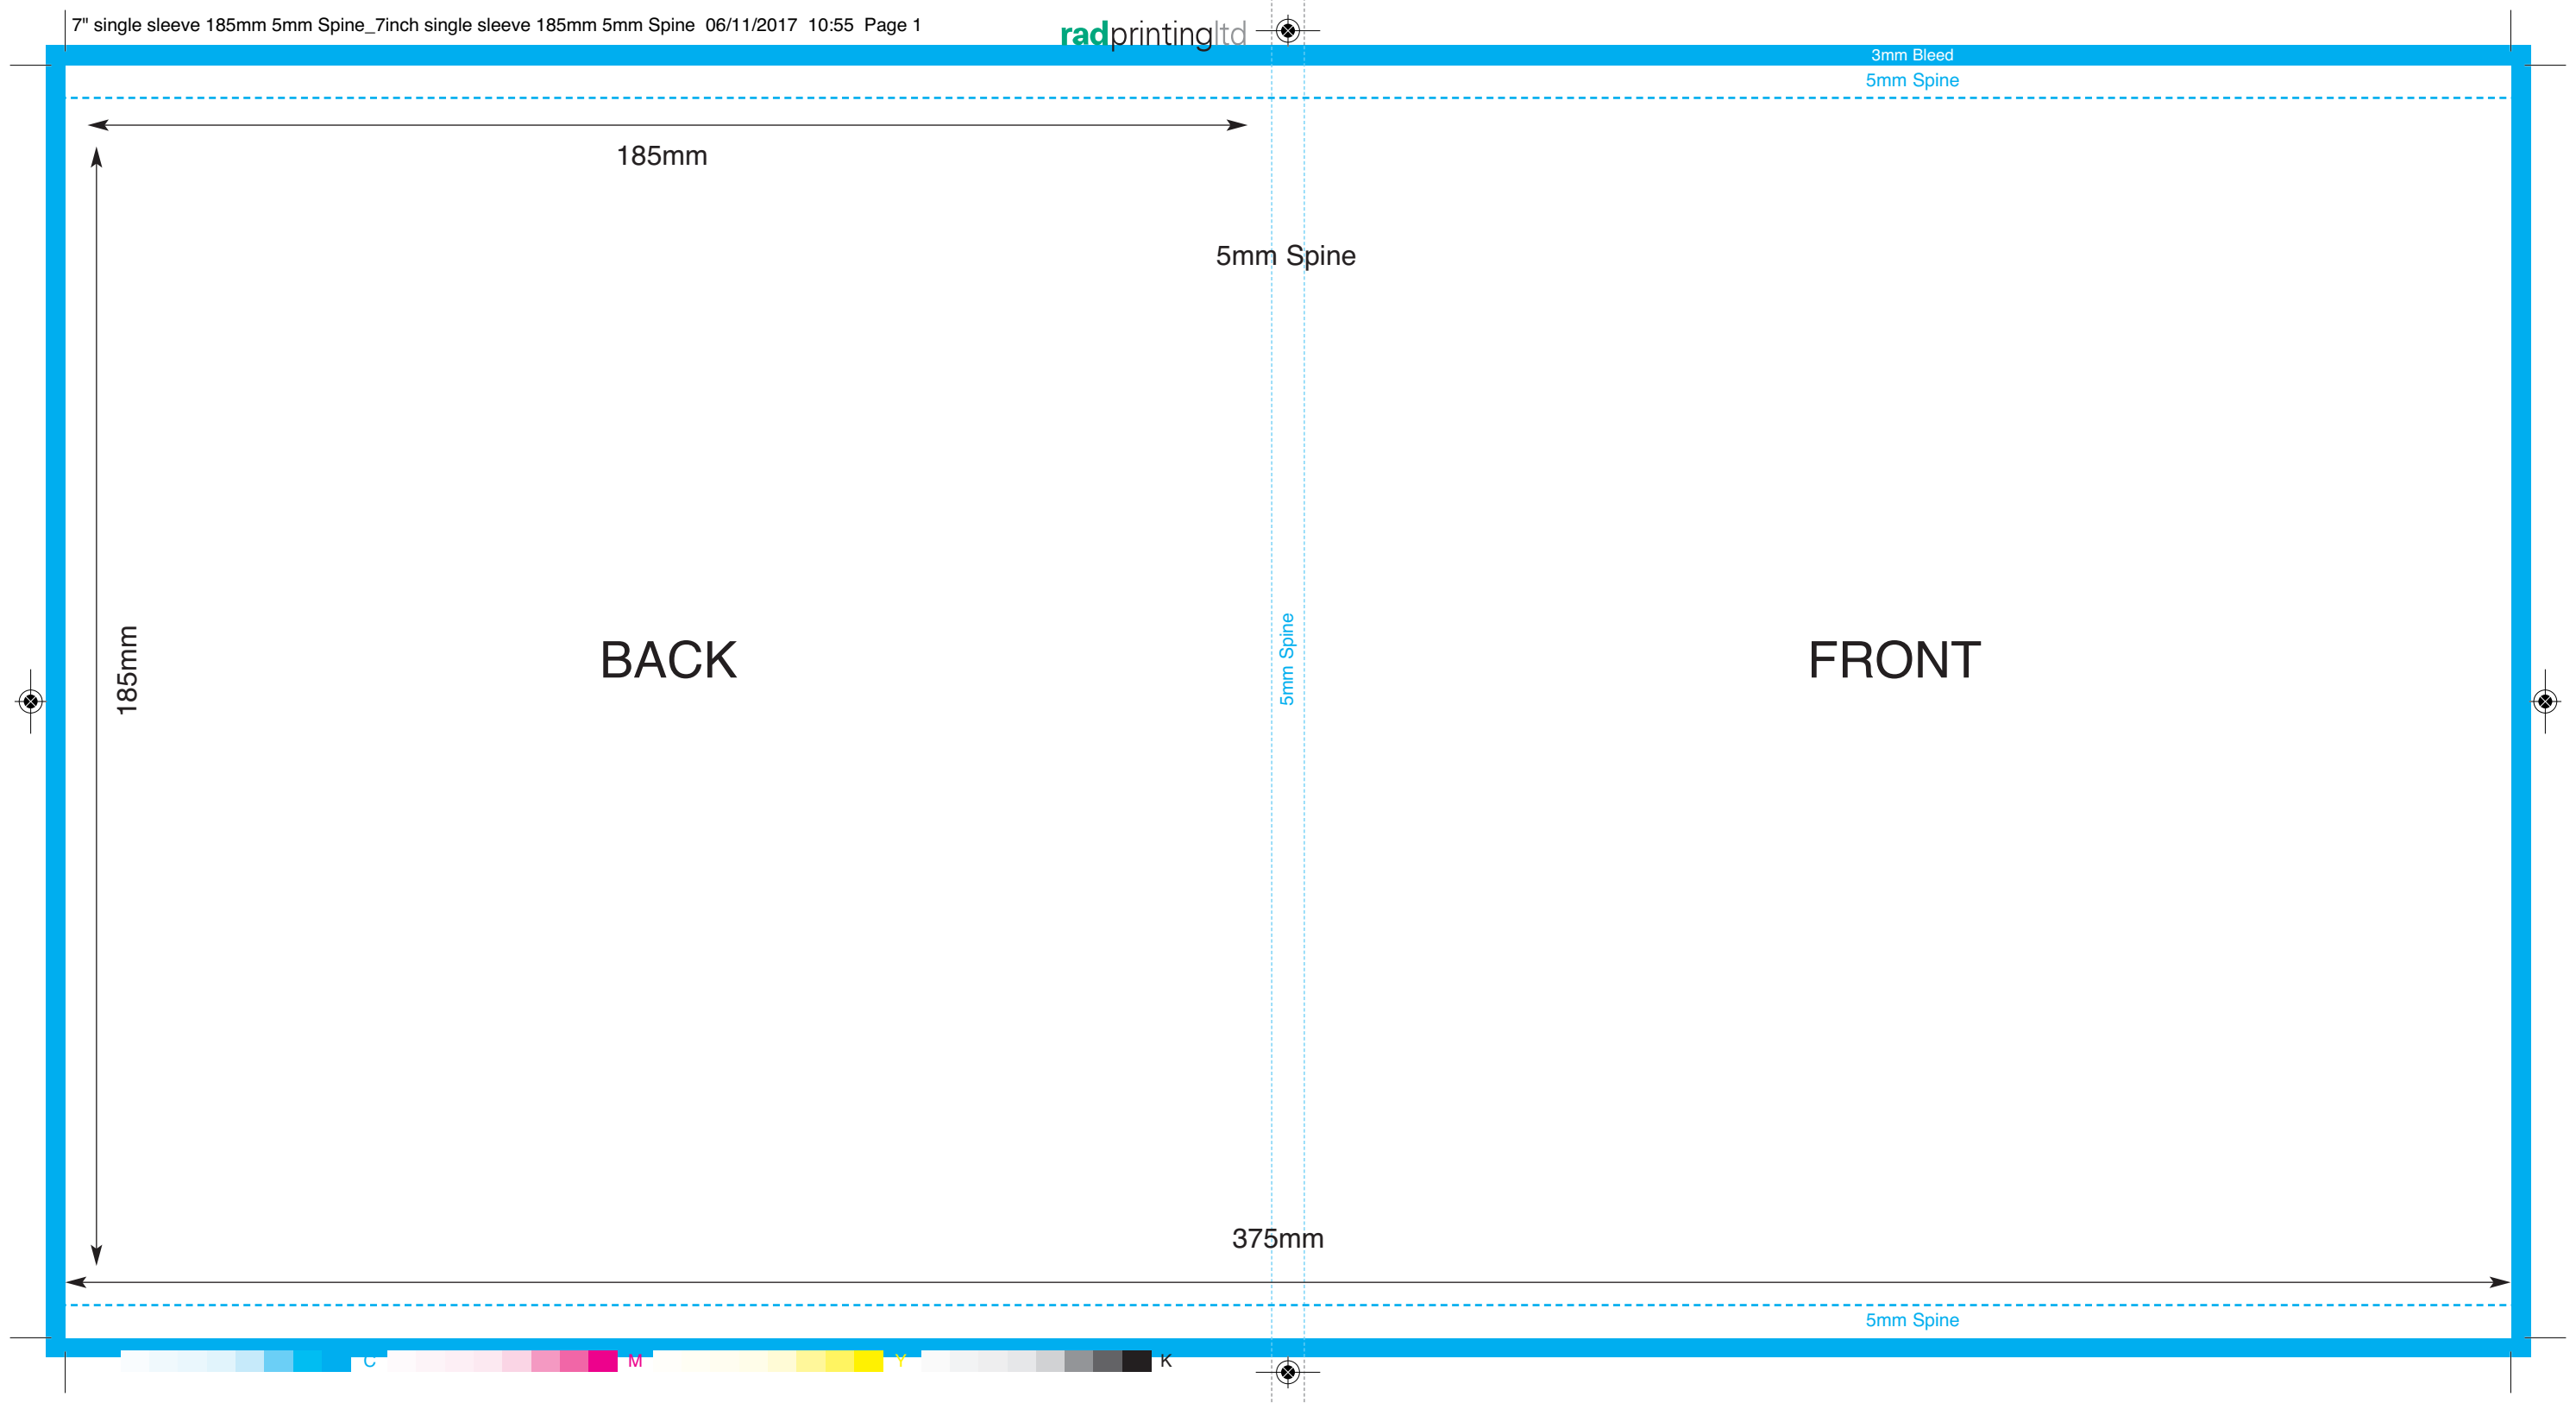 7" single sleeve 185mm 5mm Spine_7inch single sleeve 185mm 5mm Spine  06/11/2017  10:55  Page 1
radprintingltd
3mm Bleed
5mm Spine
185mm
5mm Spine
185mm
BACK
5mm Spine
FRONT
375mm
5mm Spine
C
M
Y
K